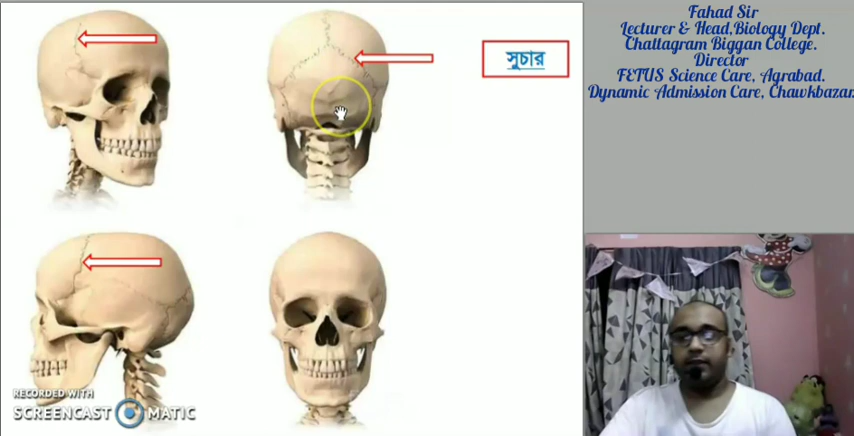 সুচার
Fahad Sir
Lecturer & Head,Biology Dept.
Chattagram Biggan College.
Director
FETUS Science Care, Agrabad.
Dynamic Admission Care, Chawkbazar.
RECORDED WITH
SCREENCAST MATIC